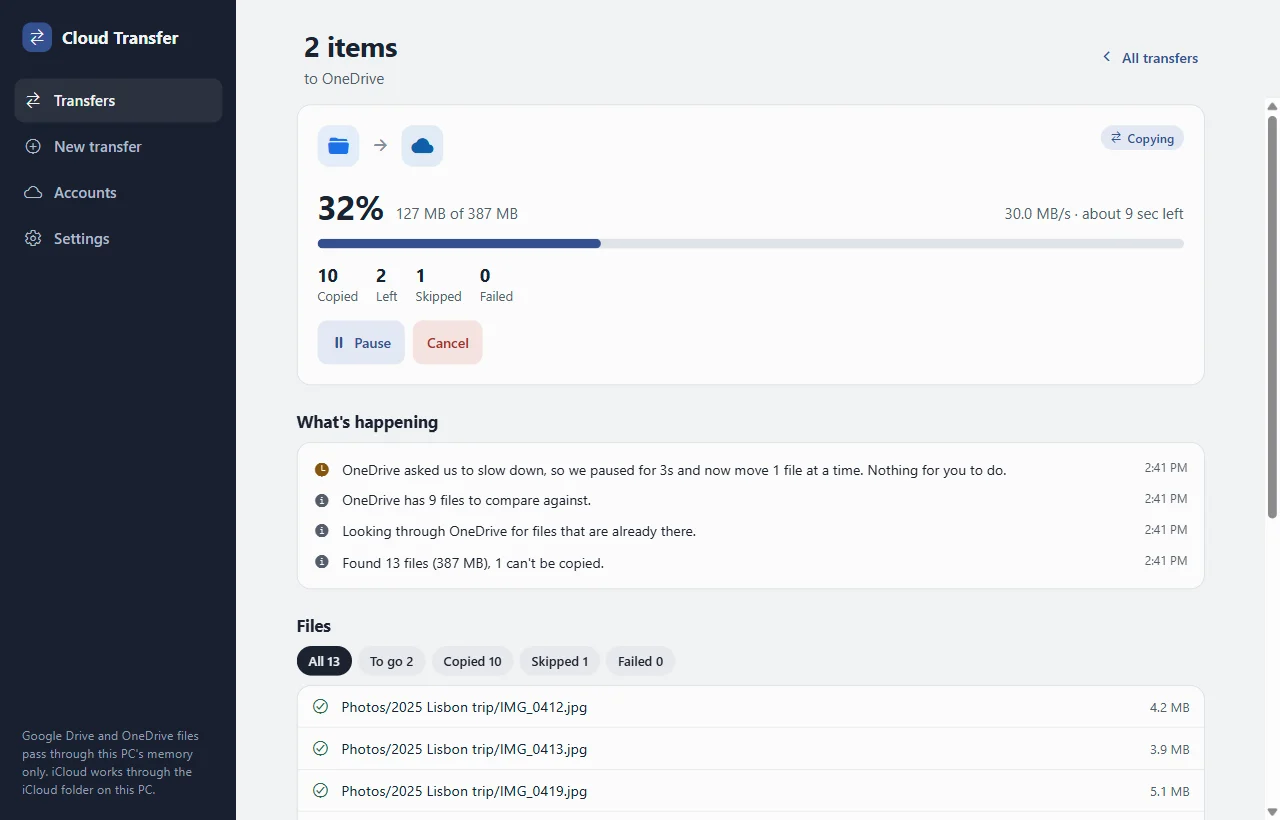 Cloud Transfer
Transfers
New transfer
Accounts
Settings
Google Drive and OneDrive files
pass through this PC's memory
only. iCloud works through the
iCloud folder on this PC.
2 items
to OneDrive
All transfers
Copying
32% 127 MB of 387 MB
30.0 MB/s · about 9 sec left
10 2 1 0
Copied Left Skipped Failed
Pause Cancel
What's happening
OneDrive asked us to slow down, so we paused for 3s and now move 1 file at a time. Nothing for you to do. 2:41 PM
OneDrive has 9 files to compare against. 2:41 PM
Looking through OneDrive for files that are already there. 2:41 PM
Found 13 files (387 MB), 1 can't be copied. 2:41 PM
Files
All 13 To go 2 Copied 10 Skipped 1 Failed 0
Photos/2025 Lisbon trip/IMG_0412.jpg 4.2 MB
Photos/2025 Lisbon trip/IMG_0413.jpg 3.9 MB
Photos/2025 Lisbon trip/IMG_0419.jpg 5.1 MB